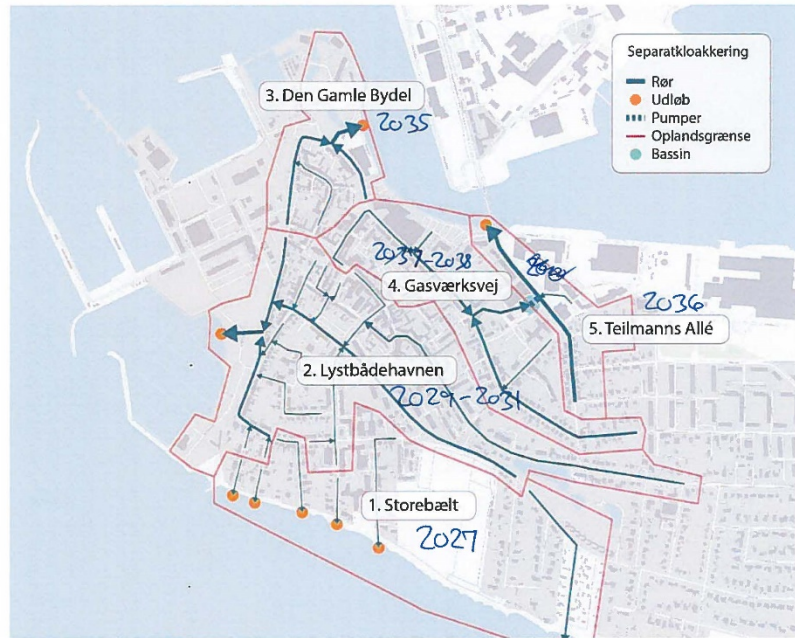 Separatkloakkering
Rør
Udløb
Pumper
Oplandsgrænse
Bassin
3. Den Gamle Bydel
2035
2037-2038
4. Gasværksvej
2036
5. Teilmanns Allé
2. Lystbådehavnen
2029-2031
1. Storebælt
2027